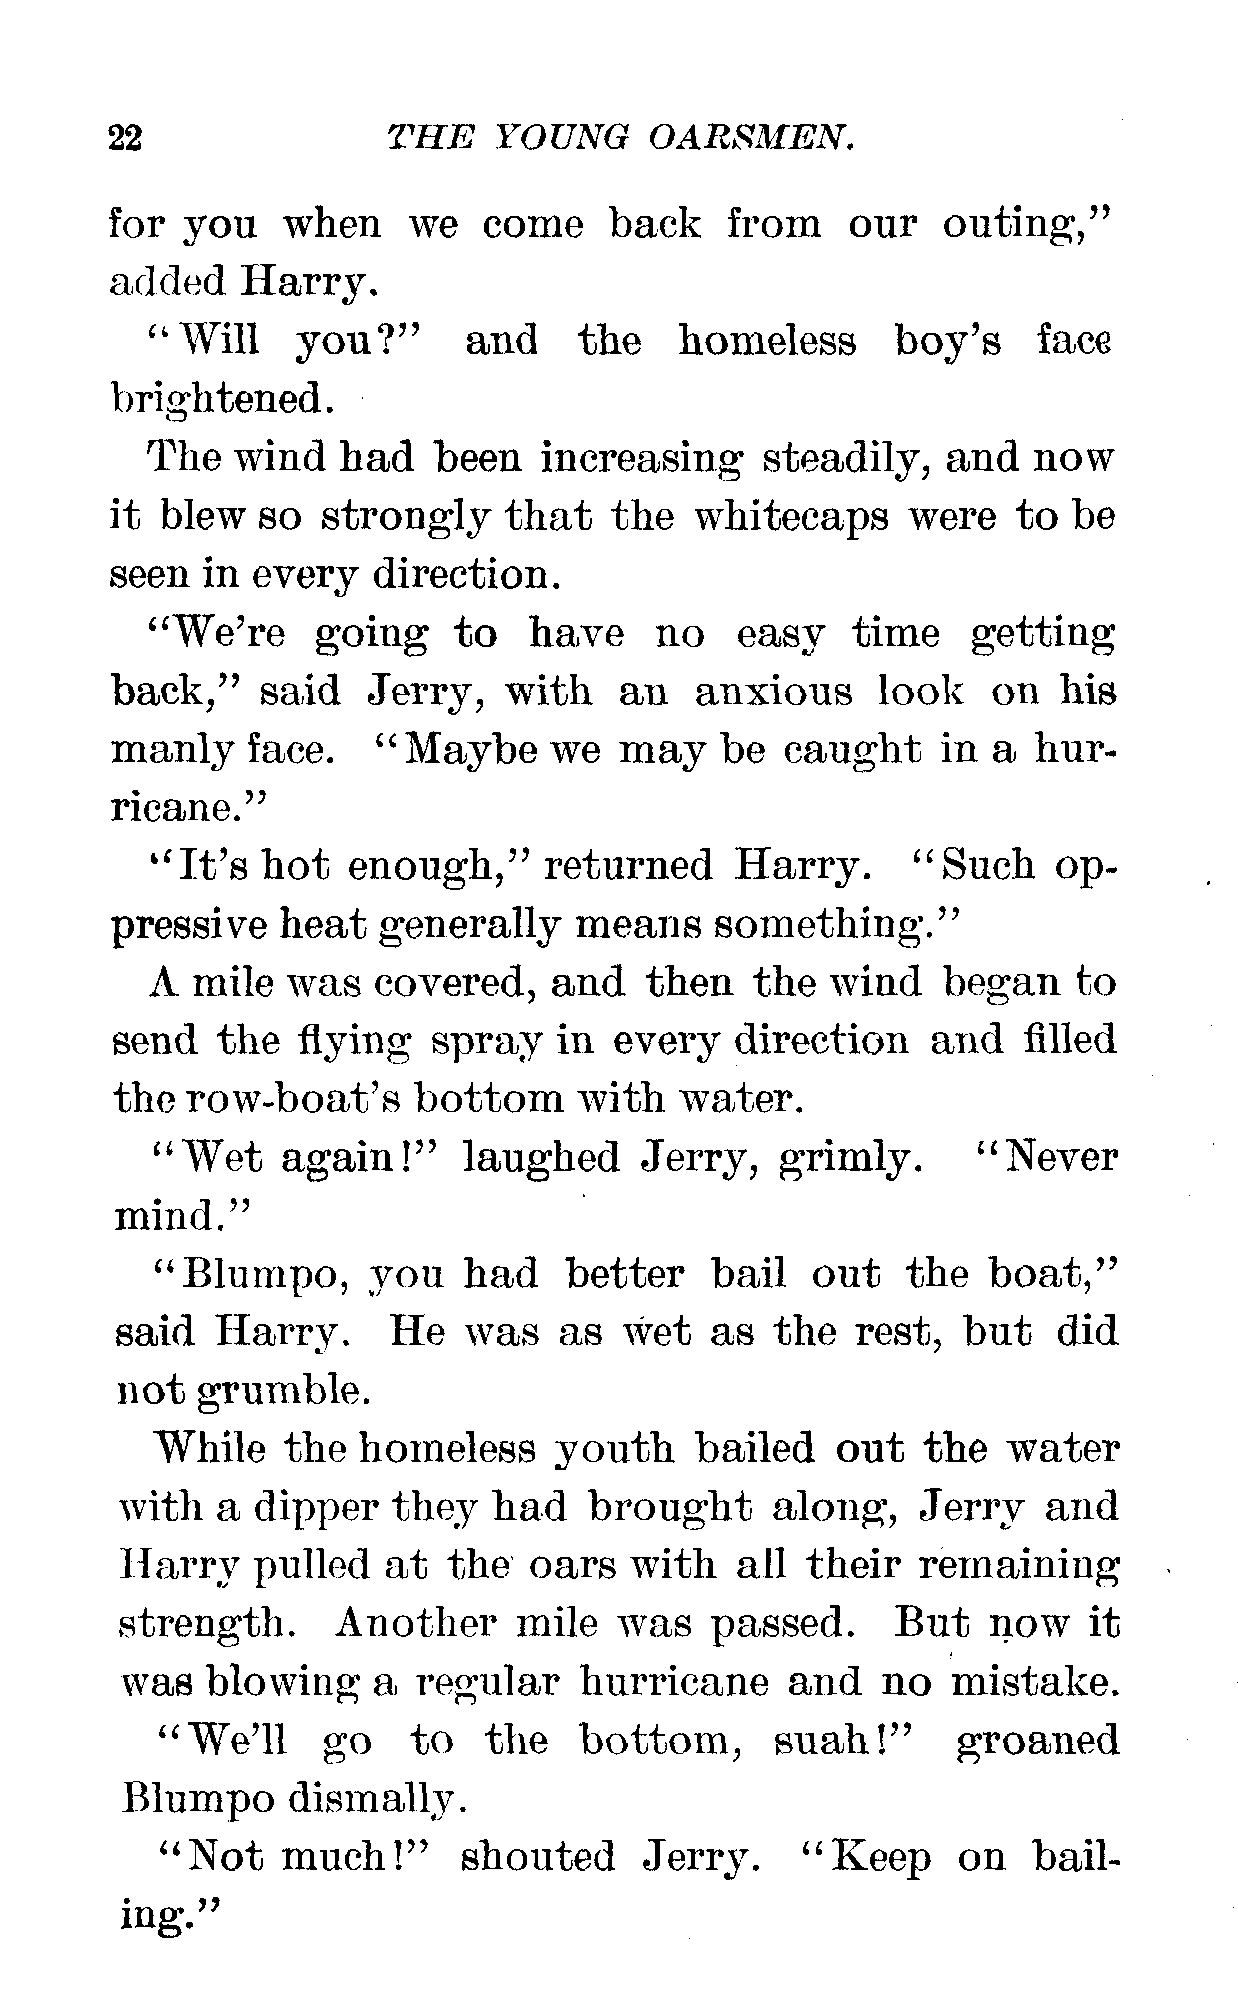 22 THE YOUNG OARSMEN.
for you when we come back from our outing,”
added Harry.
“Will you?” and the homeless boy’s face
brightened.
The wind had been increasing steadily, and now
it blew so strongly that the whitecaps were to be
seen in every direction.
“We’re going to have no easy time getting
back,” said Jerry, with an anxious look on his
manly face. “Maybe we may be caught in a hur-
ricane.”
“It’s hot enough,” returned Harry. “Such op-
pressive heat generally means something.”
A mile was covered, and then the wind began to
send the flying spray in every direction and filled
the row-boat’s bottom with water.
“Wet again!” laughed Jerry, grimly. “Never
mind.”
“Blumpo, you had better bail out the boat,”
said Harry. He was as wet as the rest, but did
not grumble.
While the homeless youth bailed out the water
with a dipper they had brought along, Jerry and
Harry pulled at the oars with all their remaining
strength. Another mile was passed. But now it
was blowing a regular hurricane and no mistake.
“We’ll go to the bottom, suah!” groaned
Blumpo dismally.
“Not much!” shouted Jerry. “Keep on bail-
ing.”